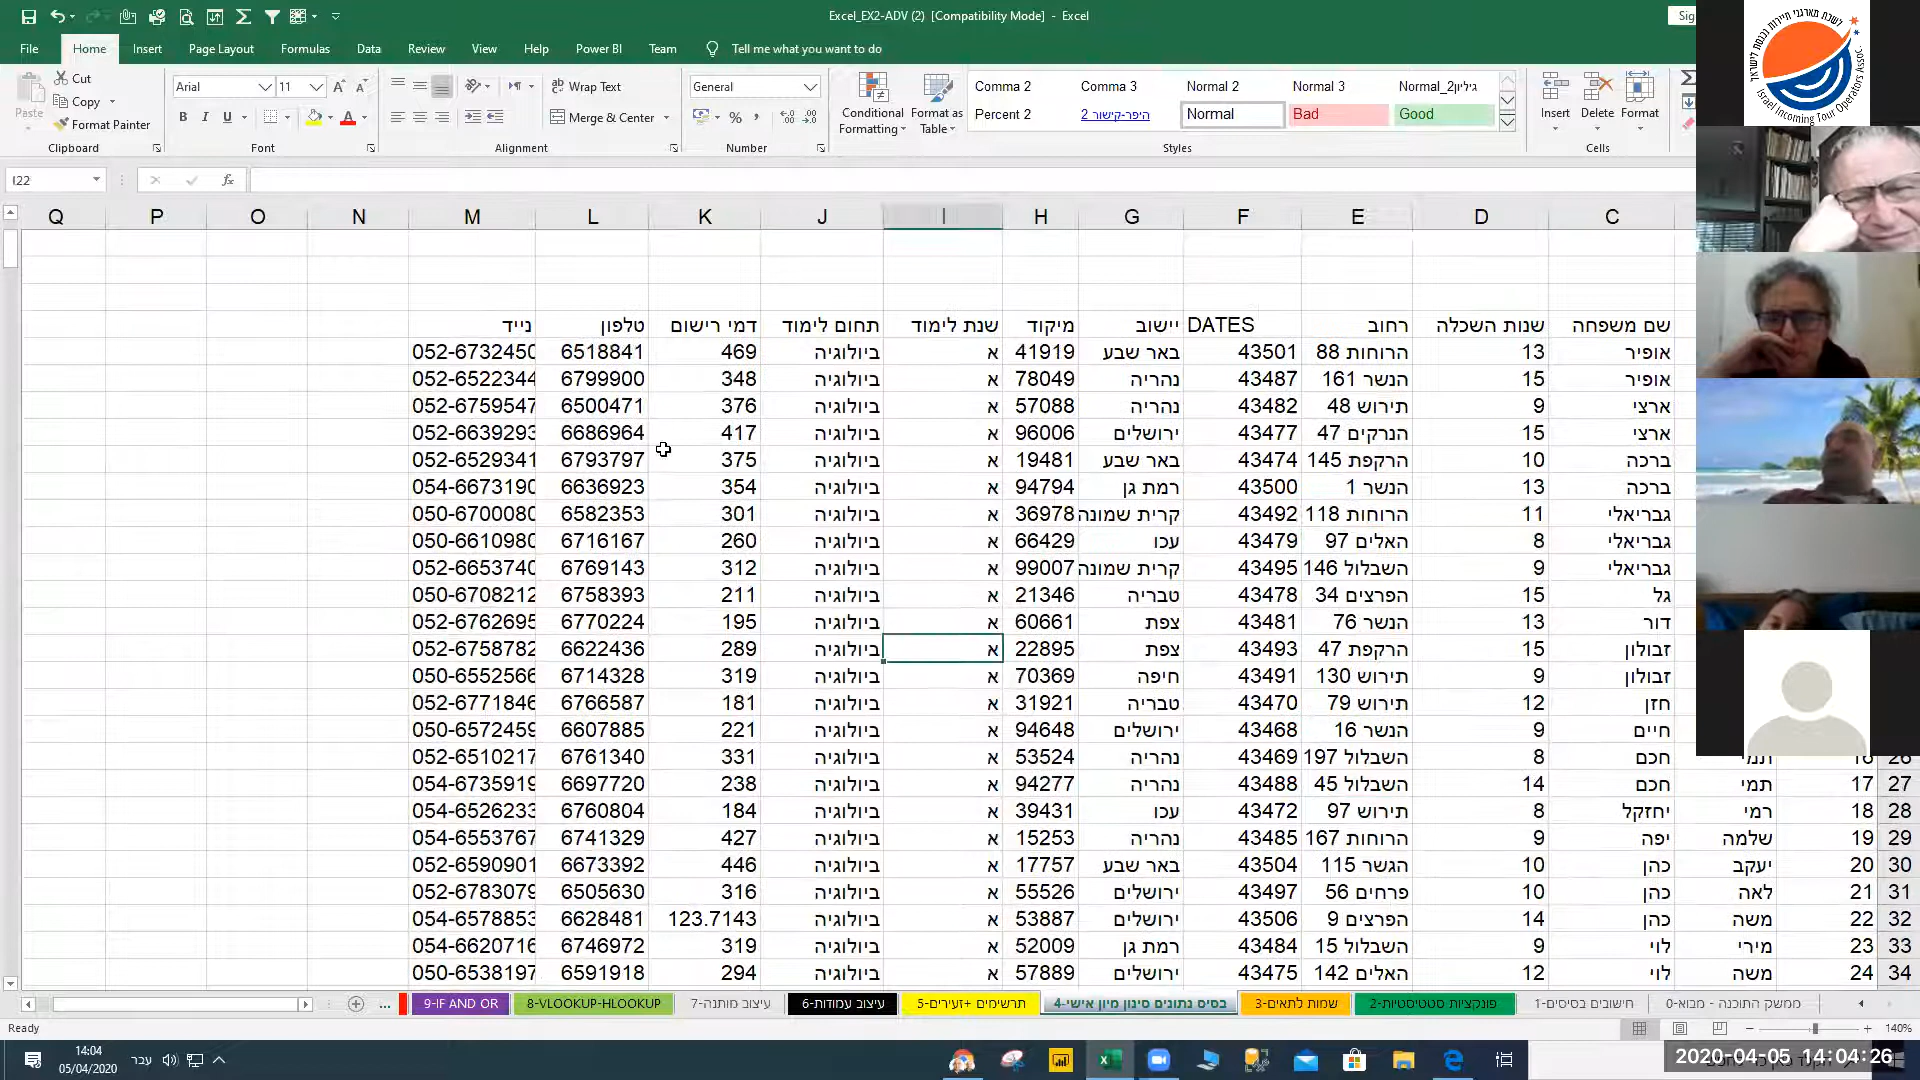 Excel_EX2-ADV (2) [Compatibility Mode] - Excel
Sig
File Home Insert Page Layout Formulas Data Review View Help Power BI Team Tell me what you want to do
Cut
Copy
Format Painter
Paste
Clipboard
Arial 11
B I U
Font
Wrap Text
Merge & Center
Alignment
General
Number
Conditional Formatting
Format as Table
Comma 2 Comma 3 Normal 2 Normal 3 Normal_2גיליון
Percent 2 היפר-קישור 2 Normal Bad Good
Styles
Insert Delete Format
Cells
לשכת מארגני תיירות נכנסת לישראל
Israel Incoming Tour Operators Assoc.
I22 fx
Q P O N M L K J I H G F E D C
שם משפחה שנות השכלה רחוב DATES יישוב מיקוד שנת לימוד תחום לימוד דמי רישום טלפון נייד
אופיר 13 הרוחות 88 43501 באר שבע 41919 א ביולוגיה 469 6518841 052-6732450
אופיר 15 הנשר 161 43487 נהריה 78049 א ביולוגיה 348 6799900 052-6522344
ארצי 9 תירוש 48 43482 נהריה 57088 א ביולוגיה 376 6500471 052-6759547
ארצי 15 הנרקים 47 43477 ירושלים 96006 א ביולוגיה 417 6686964 052-6639293
ברכה 10 הרקפת 145 43474 באר שבע 19481 א ביולוגיה 375 6793797 052-6529341
ברכה 13 הנשר 1 43500 רמת גן 94794 א ביולוגיה 354 6636923 054-6673190
גבריאלי 11 הרוחות 118 43492 קרית שמונה 36978 א ביולוגיה 301 6582353 050-6700080
גבריאלי 8 האלים 97 43479 עכו 66429 א ביולוגיה 260 6716167 050-6610980
גבריאלי 9 השבלול 146 43495 קרית שמונה 99007 א ביולוגיה 312 6769143 052-6653740
גל 15 הפרצים 34 43478 טבריה 21346 א ביולוגיה 211 6758393 050-6708212
דור 13 הנשר 76 43481 צפת 60661 א ביולוגיה 195 6770224 052-6762695
זבולון 15 הרקפת 47 43493 צפת 22895 א ביולוגיה 289 6622436 052-6758782
זבולון 9 תירוש 130 43491 חיפה 70369 א ביולוגיה 319 6714328 050-6552566
חזן 12 תירוש 79 43470 טבריה 31921 א ביולוגיה 181 6766587 052-6771846
חיים 9 הנשר 16 43468 ירושלים 94648 א ביולוגיה 221 6607885 050-6572459
26 16 תמי חכם 8 השבלול 197 43469 נהריה 53524 א ביולוגיה 331 6761340 052-6510217
27 17 תמי חכם 14 השבלול 45 43488 נהריה 94277 א ביולוגיה 238 6697720 054-6735919
28 18 רמי יחזקל 8 תירוש 97 43472 עכו 39431 א ביולוגיה 184 6760804 054-6526233
29 19 שלמה יפה 9 הרוחות 167 43485 נהריה 15253 א ביולוגיה 427 6741329 054-6553767
30 20 יעקב כהן 10 הגשר 115 43504 באר שבע 17757 א ביולוגיה 446 6673392 052-6590901
31 21 לאה כהן 10 פרחים 56 43497 ירושלים 55526 א ביולוגיה 316 6505630 052-6783079
32 22 משה כהן 14 הפרצים 9 43506 ירושלים 53887 א ביולוגיה 123.7143 6628481 054-6578853
33 23 מירי לוי 9 השבלול 15 43484 רמת גן 52009 א ביולוגיה 319 6746972 054-6620716
34 24 משה לוי 12 האלים 142 43475 ירושלים 57889 א ביולוגיה 294 6591918 050-6538197
ממשק התוכנה - מבוא-0 חישובים בסיסים-1 פונקציות סטטיסטיות-2 שמות לתאים-3 בסיס נתונים סינון מיון אישי-4 תרשימים +זעירים-5 עיצוב עמודות-6 עיצוב מותנה-7 8-VLOOKUP-HLOOKUP 9-IF AND OR ...
Ready
140%
14:04
05/04/2020
עבר
2020-04-05 14:04:26